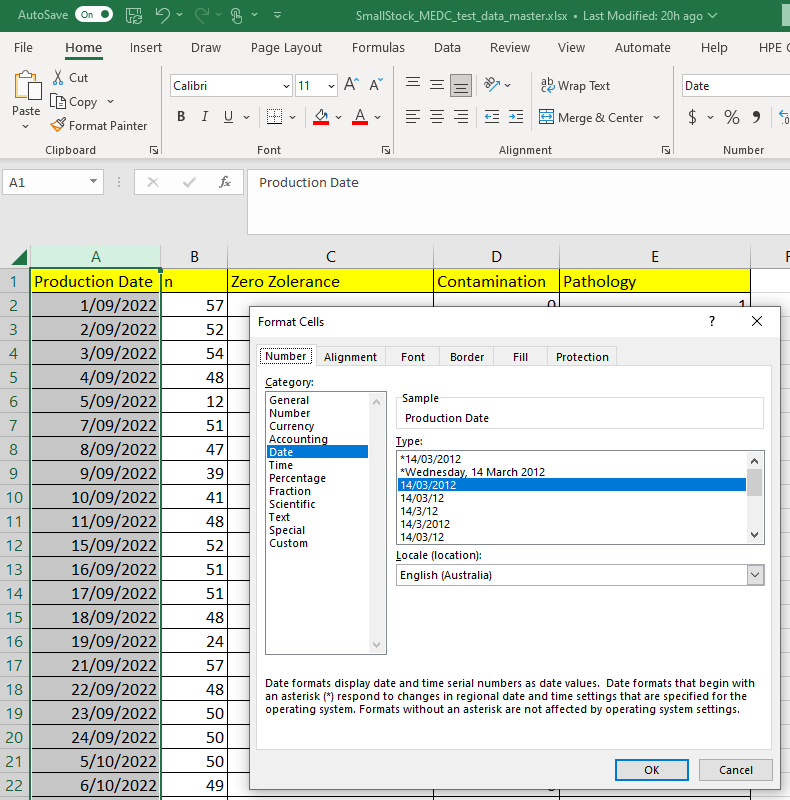 AutoSave On SmallStock_MEDC_test_data_master.xlsx • Last Modified: 20h ago
File Home Insert Draw Page Layout Formulas Data Review View Automate Help HPE C
Paste
Cut
Copy
Format Painter
Calibri 11 A^ A
B I U A
ab Wrap Text
Merge & Center
Date
$ % 9
Clipboard Font Alignment Number
A1 fx Production Date
A B C D E F
1 Production Date n Zero Zolerance Contamination Pathology
2 1/09/2022 57 0 1
3 2/09/2022 52
4 3/09/2022 54
5 4/09/2022 48
6 5/09/2022 12
7 7/09/2022 51
8 8/09/2022 47
9 9/09/2022 39
10 10/09/2022 41
11 11/09/2022 48
12 15/09/2022 52
13 16/09/2022 51
14 17/09/2022 51
15 18/09/2022 48
16 19/09/2022 24
17 21/09/2022 57
18 22/09/2022 48
19 23/09/2022 50
20 24/09/2022 50
21 5/10/2022 50
22 6/10/2022 49
Format Cells ?
Number Alignment Font Border Fill Protection
Category:
General
Number
Currency
Accounting
Date
Time
Percentage
Fraction
Scientific
Text
Special
Custom
Sample
Production Date
Type:
*14/03/2012
*Wednesday, 14 March 2012
14/03/2012
14/03/12
14/3/12
14/3/2012
14/03/12
Locale (location):
English (Australia)
Date formats display date and time serial numbers as date values. Date formats that begin with
an asterisk (*) respond to changes in regional date and time settings that are specified for the
operating system. Formats without an asterisk are not affected by operating system settings.
OK Cancel